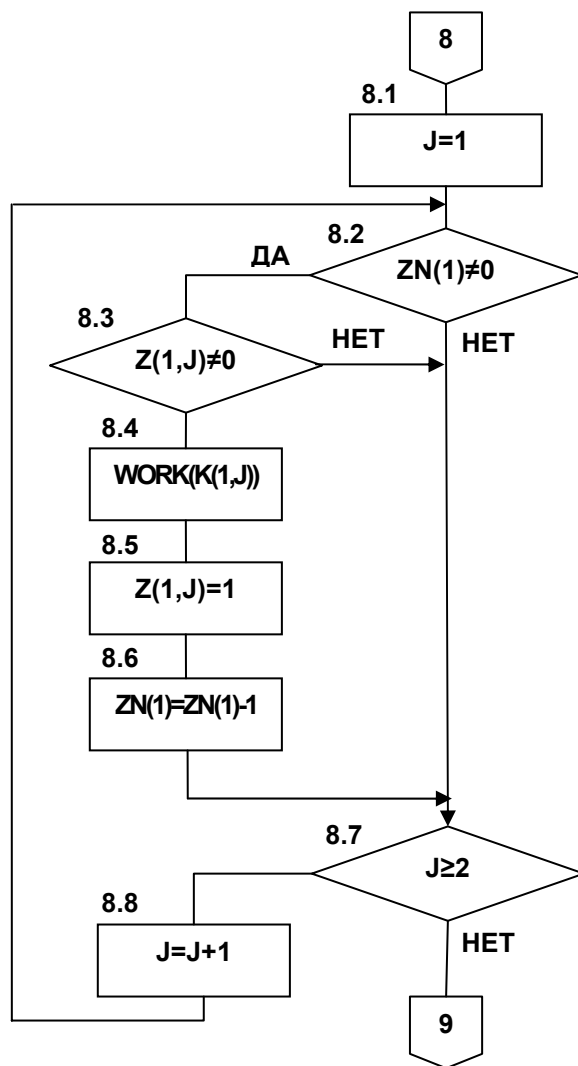 8
8.1
J=1
8.2
ДА
ZN(1)≠0
8.3
НЕТ
НЕТ
Z(1,J)≠0
8.4
WORK(K(1,J))
8.5
Z(1,J)=1
8.6
ZN(1)=ZN(1)-1
8.7
J≥2
8.8
НЕТ
J=J+1
9